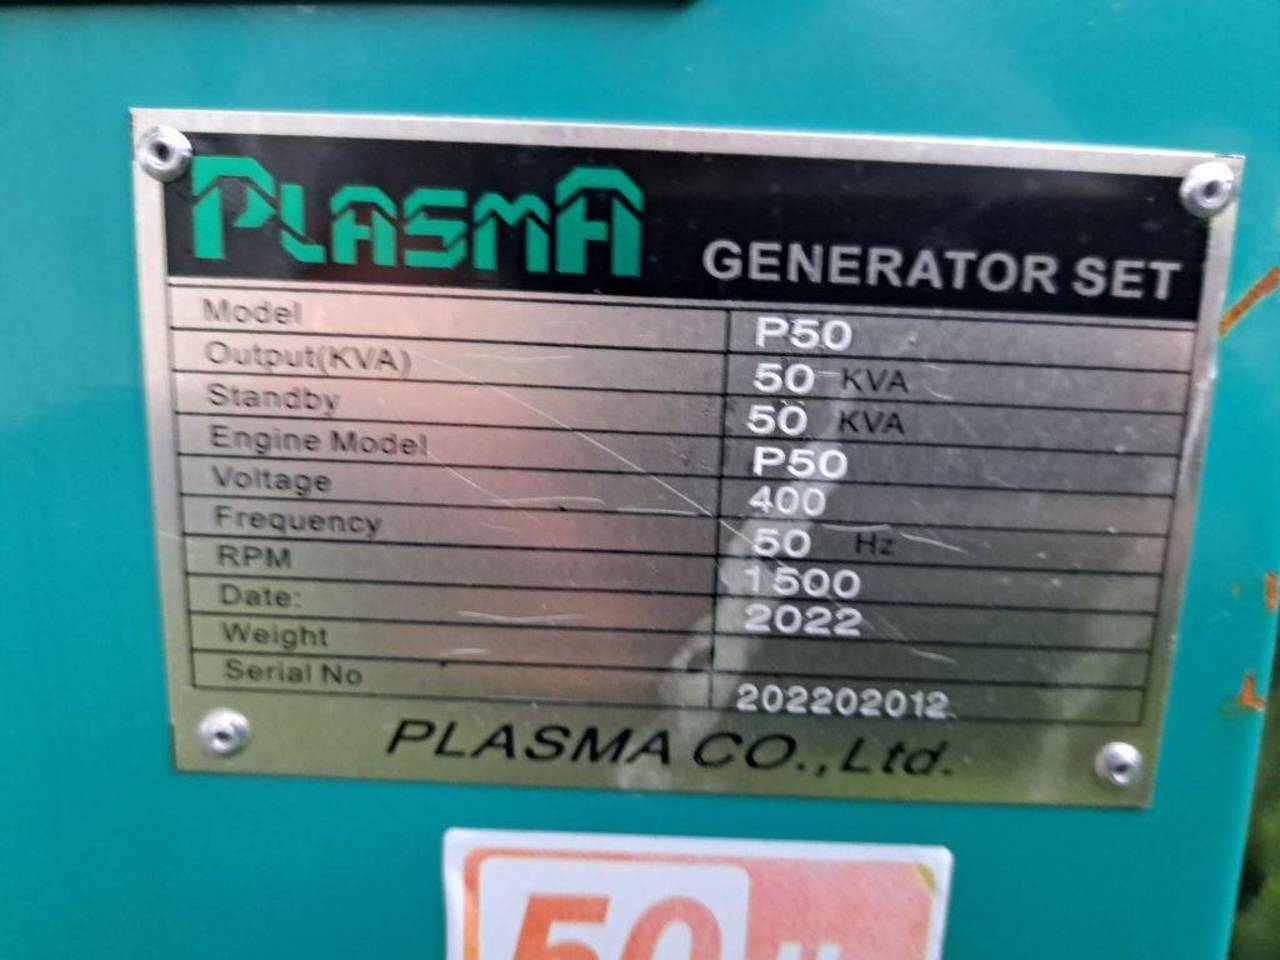 PLASMA GENERATOR SET
Model P50
Output(KVA) 50 KVA
Standby 50 KVA
Engine Model P50
Voltage 400
Frequency 50 Hz
RPM 1500
Date: 2022
Weight
Serial No 202202012
PLASMA CO.,Ltd.
50